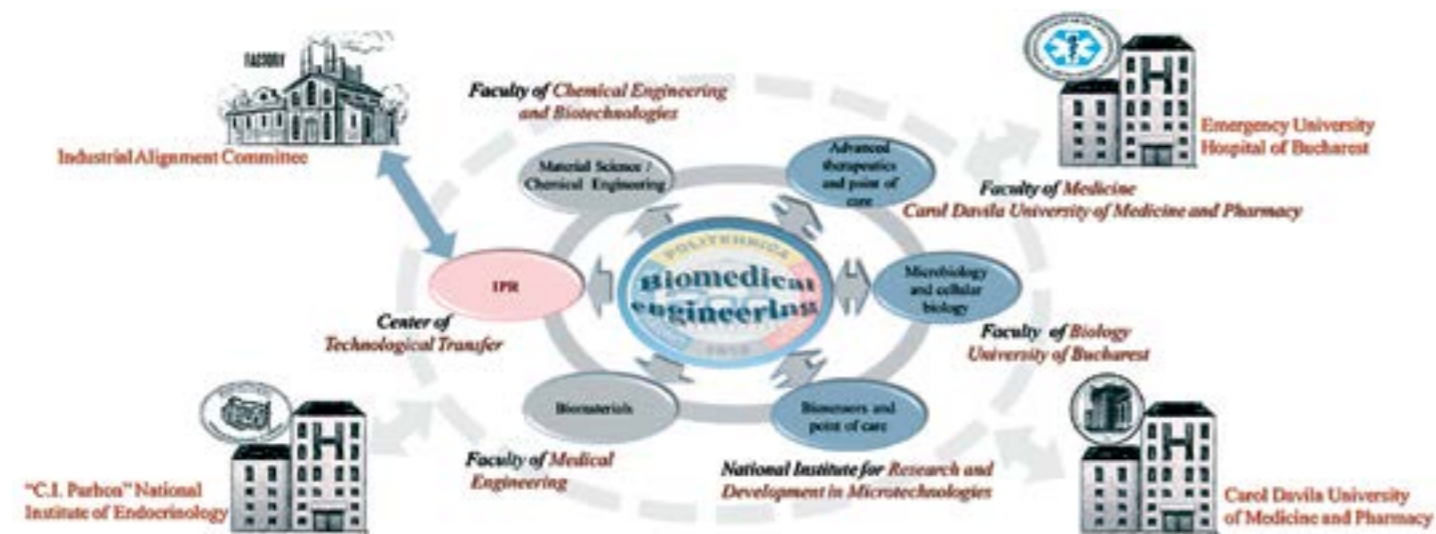 FACTORY
Industrial Alignment Committee
Faculty of Chemical Engineering
and Biotechnologies
Emergency University
Hospital of Bucharest
Material Science /
Chemical Engineering
Advanced
therapeutics
and point of
care
Faculty of Medicine
Carol Davila University of Medicine and Pharmacy
POLITEHNICA
Biomedical
engineering
1818
IPR
Center of
Technological Transfer
Microbiology
and cellular
biology
Faculty of Biology
University of Bucharest
Biomaterials
Biosensors and
point of care
Faculty of Medical
Engineering
National Institute for Research and
Development in Microtechnologies
"C.I. Parhon" National
Institute of Endocrinology
Carol Davila University
of Medicine and Pharmacy